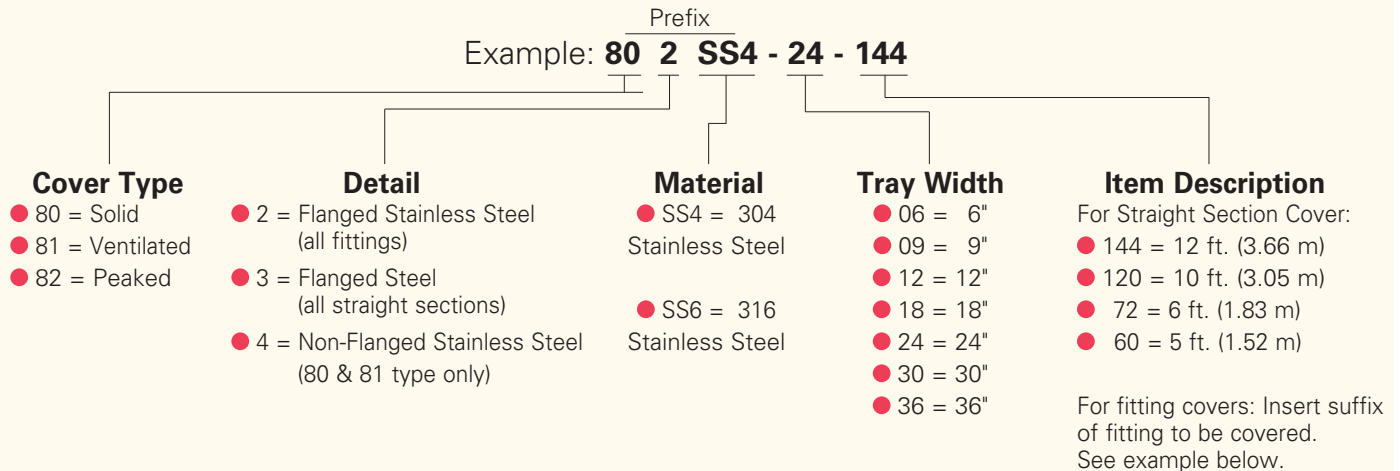 Prefix
Example: 80 2 SS4 - 24 - 144
Cover Type
80 = Solid
81 = Ventilated
82 = Peaked
Detail
2 = Flanged Stainless Steel
(all fittings)
3 = Flanged Steel
(all straight sections)
4 = Non-Flanged Stainless Steel
(80 & 81 type only)
Material
SS4 = 304
Stainless Steel
SS6 = 316
Stainless Steel
Tray Width
06 = 6"
09 = 9"
12 = 12"
18 = 18"
24 = 24"
30 = 30"
36 = 36"
Item Description
For Straight Section Cover:
144 = 12 ft. (3.66 m)
120 = 10 ft. (3.05 m)
72 = 6 ft. (1.83 m)
60 = 5 ft. (1.52 m)
For fitting covers: Insert suffix
of fitting to be covered.
See example below.